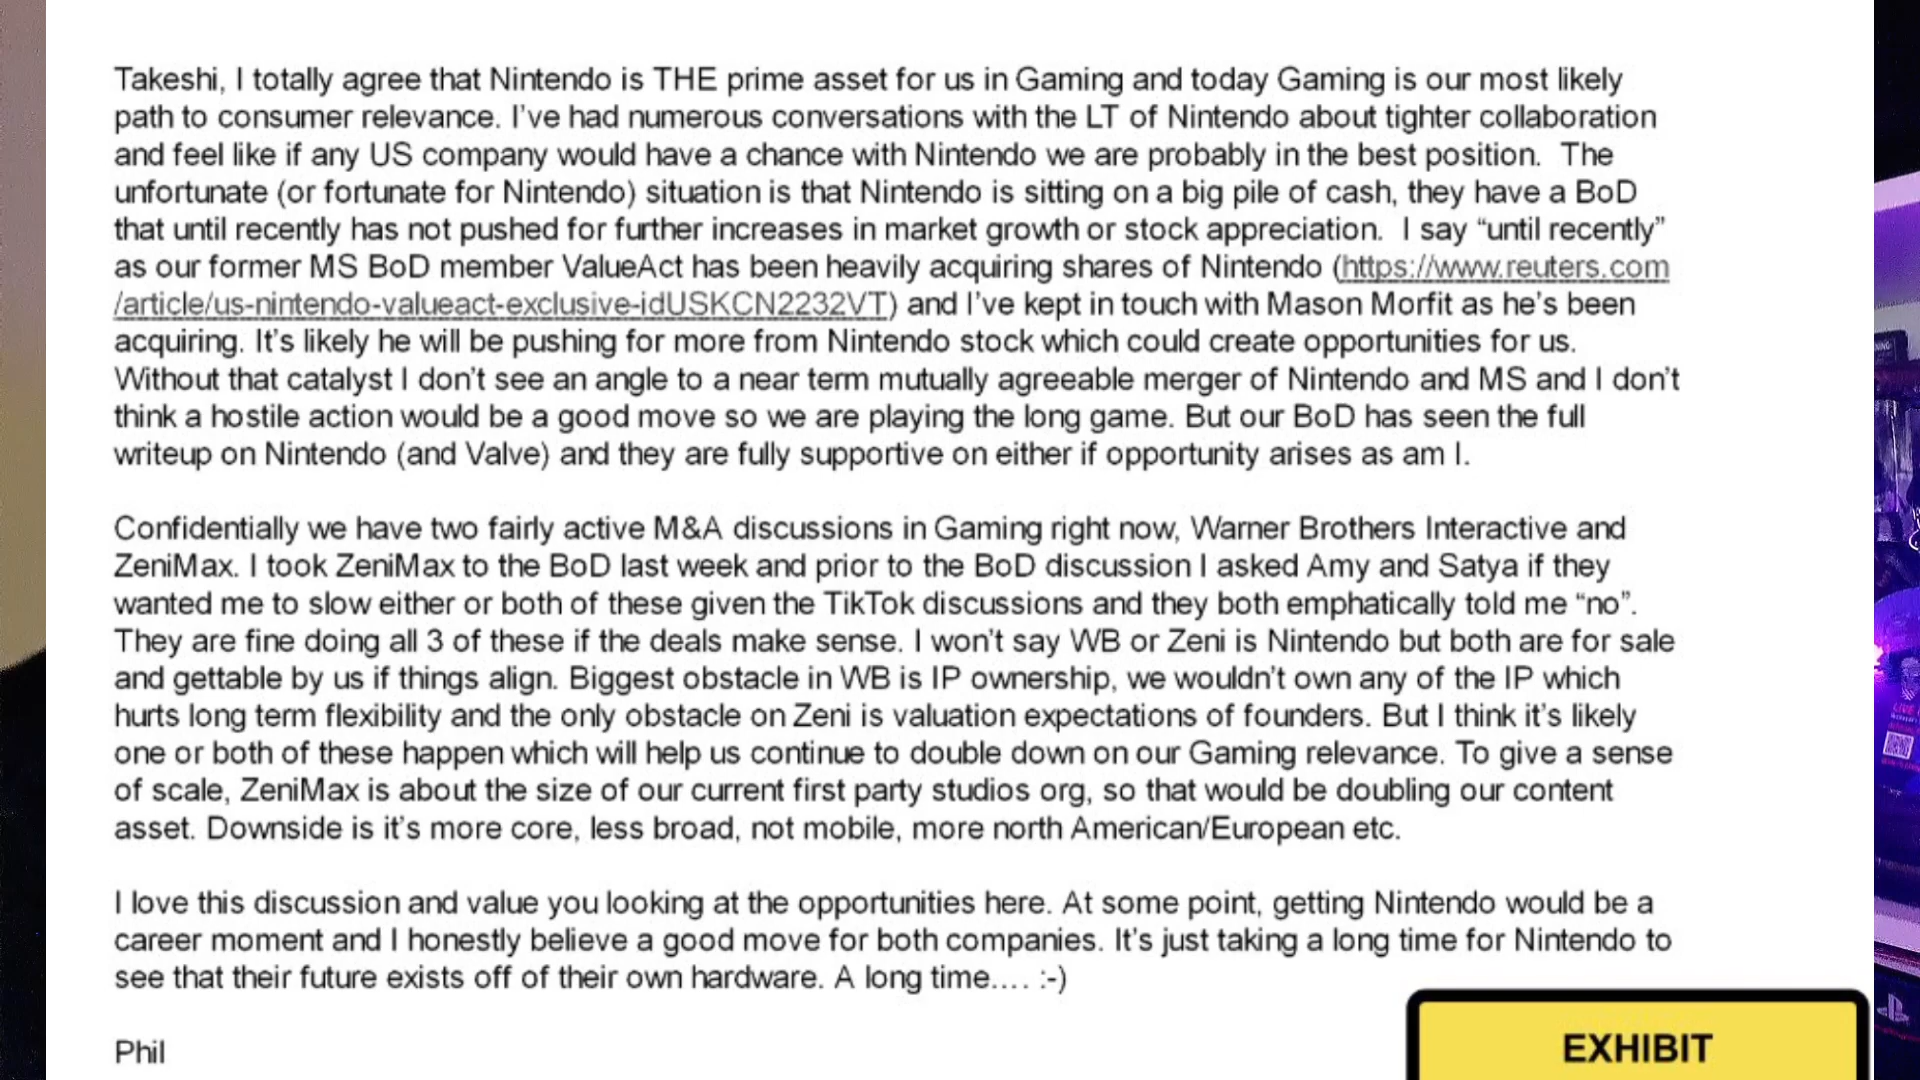 Takeshi, I totally agree that Nintendo is THE prime asset for us in Gaming and today Gaming is our most likely
path to consumer relevance. I've had numerous conversations with the LT of Nintendo about tighter collaboration
and feel like if any US company would have a chance with Nintendo we are probably in the best position. The
unfortunate (or fortunate for Nintendo) situation is that Nintendo is sitting on a big pile of cash, they have a BoD
that until recently has not pushed for further increases in market growth or stock appreciation. I say “until recently”
as our former MS BoD member ValueAct has been heavily acquiring shares of Nintendo (https://www.reuters.com
/article/us-nintendo-valueact-exclusive-idUSKCN2232VT) and I've kept in touch with Mason Morfit as he's been
acquiring. It's likely he will be pushing for more from Nintendo stock which could create opportunities for us.
Without that catalyst I don't see an angle to a near term mutually agreeable merger of Nintendo and MS and I don't
think a hostile action would be a good move so we are playing the long game. But our BoD has seen the full
writeup on Nintendo (and Valve) and they are fully supportive on either if opportunity arises as am I.
Confidentially we have two fairly active M&A discussions in Gaming right now, Warner Brothers Interactive and
ZeniMax. I took ZeniMax to the BoD last week and prior to the BoD discussion I asked Amy and Satya if they
wanted me to slow either or both of these given the TikTok discussions and they both emphatically told me “no”.
They are fine doing all 3 of these if the deals make sense. I won't say WB or Zeni is Nintendo but both are for sale
and gettable by us if things align. Biggest obstacle in WB is IP ownership, we wouldn't own any of the IP which
hurts long term flexibility and the only obstacle on Zeni is valuation expectations of founders. But I think it's likely
one or both of these happen which will help us continue to double down on our Gaming relevance. To give a sense
of scale, ZeniMax is about the size of our current first party studios org, so that would be doubling our content
asset. Downside is it's more core, less broad, not mobile, more north American/European etc.
I love this discussion and value you looking at the opportunities here. At some point, getting Nintendo would be a
career moment and I honestly believe a good move for both companies. It's just taking a long time for Nintendo to
see that their future exists off of their own hardware. A long time.... :-)
Phil
EXHIBIT